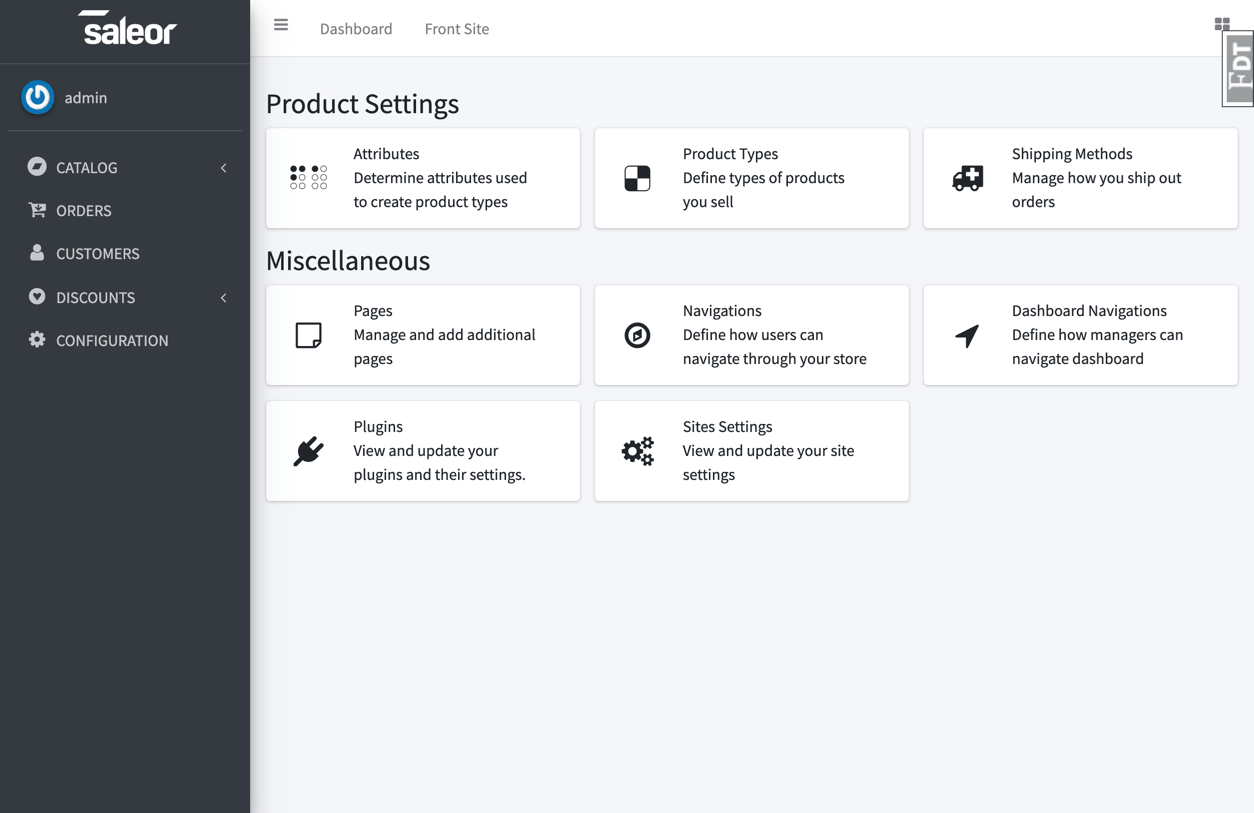 saleor
Dashboard
Front Site
DT
admin
CATALOG
ORDERS
CUSTOMERS
DISCOUNTS
CONFIGURATION
Product Settings
Attributes
Determine attributes used
to create product types
Product Types
Define types of products
you sell
Shipping Methods
Manage how you ship out
orders
Miscellaneous
Pages
Manage and add additional
pages
Navigations
Define how users can
navigate through your store
Dashboard Navigations
Define how managers can
navigate dashboard
Plugins
View and update your
plugins and their settings.
Sites Settings
View and update your site
settings